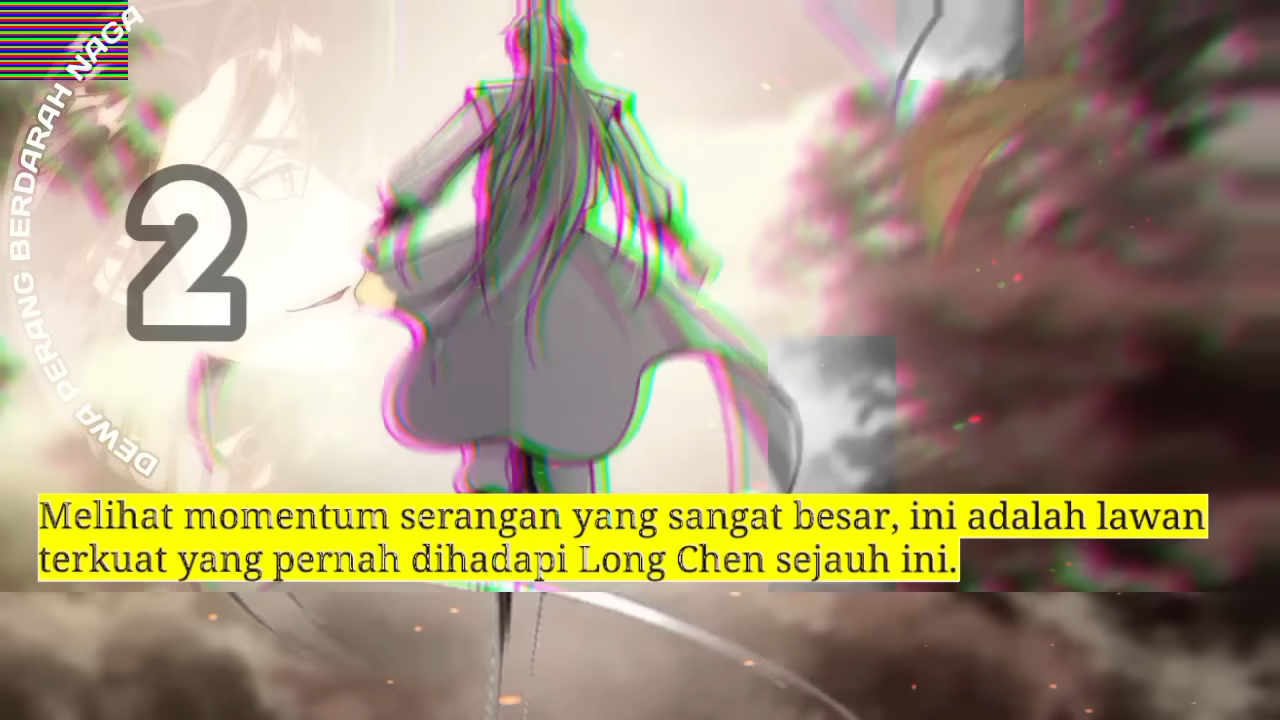 DEWA PERANG BERDARAH NAGA
2
Melihat momentum serangan yang sangat besar, ini adalah lawan
terkuat yang pernah dihadapi Long Chen sejauh ini.